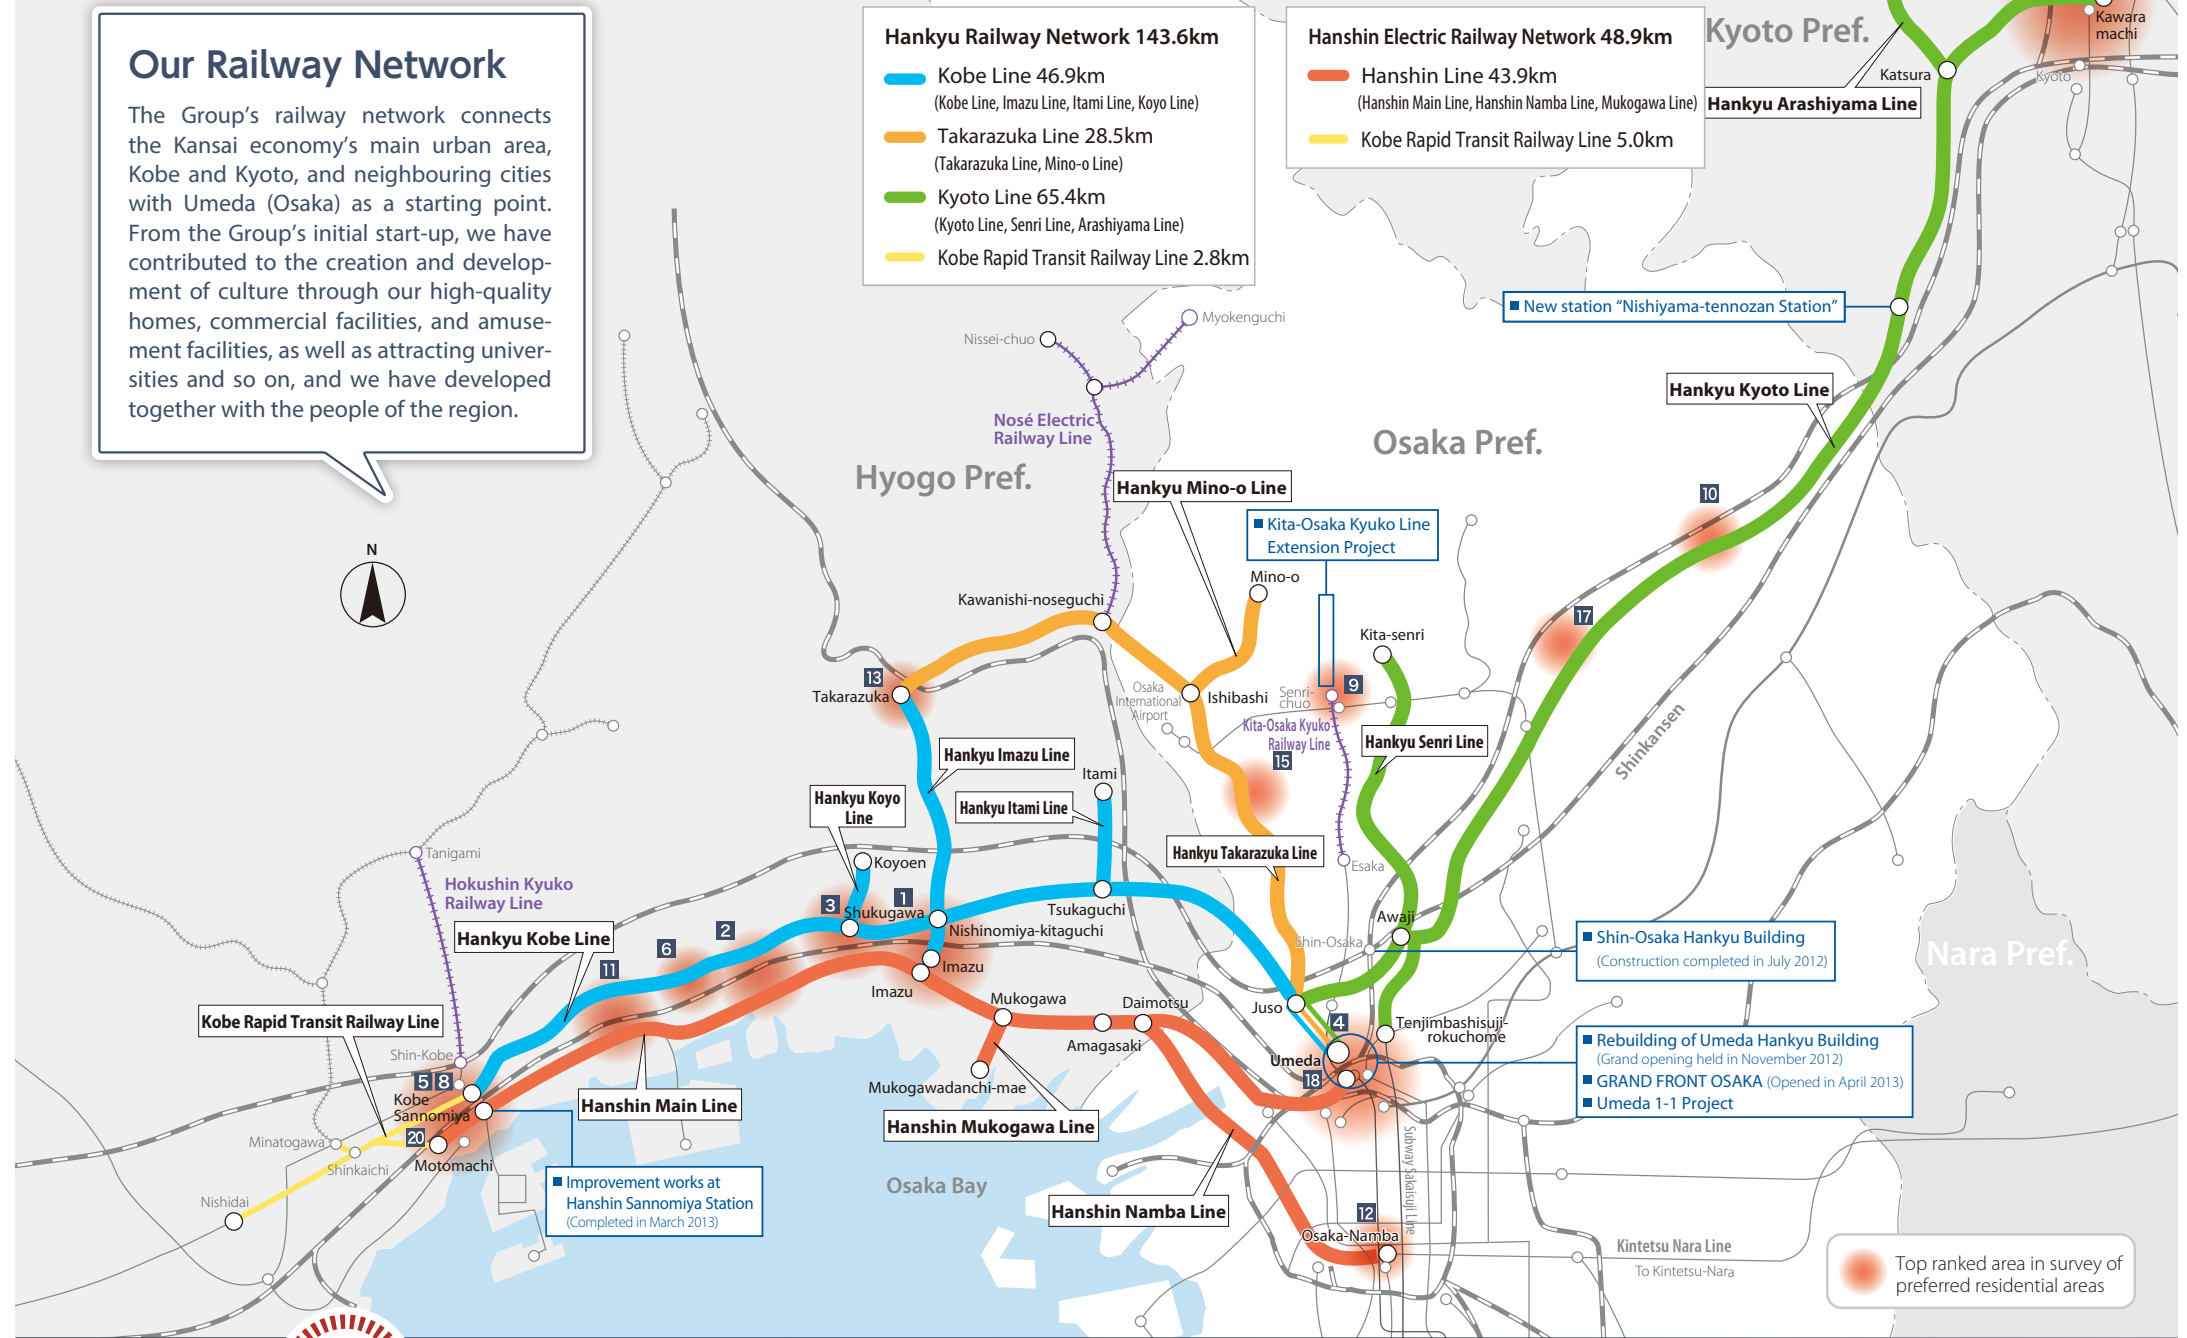 Our Railway Network
The Group's railway network connects
the Kansai economy's main urban area,
Kobe and Kyoto, and neighbouring cities
with Umeda (Osaka) as a starting point.
From the Group's initial start-up, we have
contributed to the creation and develop-
ment of culture through our high-quality
homes, commercial facilities, and amuse-
ment facilities, as well as attracting univer-
sities and so on, and we have developed
together with the people of the region.
Hankyu Railway Network 143.6km
Kobe Line 46.9km
(Kobe Line, Imazu Line, Itami Line, Koyo Line)
Takarazuka Line 28.5km
(Takarazuka Line, Mino-o Line)
Kyoto Line 65.4km
(Kyoto Line, Senri Line, Arashiyama Line)
Kobe Rapid Transit Railway Line 2.8km
Hanshin Electric Railway Network 48.9km
Hanshin Line 43.9km
(Hanshin Main Line, Hanshin Namba Line, Mukogawa Line)
Kobe Rapid Transit Railway Line 5.0km
Kyoto Pref.
Kawara
machi
Katsura
Kyoto
Hankyu Arashiyama Line
New station “Nishiyama-tennozan Station”
Myokenguchi
Nissei-chuo
Nosé Electric
Railway Line
Hankyu Kyoto Line
Osaka Pref.
Hyogo Pref.
Hankyu Mino-o Line
10
Kita-Osaka Kyuko Line
Extension Project
N
Mino-o
Kawanishi-noseguchi
17
Kita-senri
13
Takarazuka
Osaka
International
Airport
Ishibashi
Senri-
chuo
9
Kita-Osaka Kyuko
Railway Line
15
Hankyu Senri Line
Shinkansen
Hankyu Imazu Line
Itami
Hankyu Koyo
Line
Hankyu Itami Line
Hankyu Takarazuka Line
Tanigami
Koyoen
Esaka
Hokushin Kyuko
Railway Line
3
1
Shukugawa
Tsukaguchi
Awaji
2
Nishinomiya-kitaguchi
Hankyu Kobe Line
6
Shin-Osaka
Shin-Osaka Hankyu Building
(Construction completed in July 2012)
Nara Pref.
11
Imazu
Imazu
Mukogawa
Daimotsu
Juso
Kobe Rapid Transit Railway Line
4
Tenjimbashisuji-
rokuchome
Amagasaki
Shin-Kobe
Umeda
Rebuilding of Umeda Hankyu Building
(Grand opening held in November 2012)
GRAND FRONT OSAKA (Opened in April 2013)
Umeda 1-1 Project
5 8
18
Mukogawadanchi-mae
Kobe
Sannomiya
Hanshin Main Line
Hanshin Mukogawa Line
20
Minatogawa
Shinkaichi
Motomachi
Subway Sakaisuji Line
Improvement works at
Hanshin Sannomiya Station
(Completed in March 2013)
Osaka Bay
Nishidai
Hanshin Namba Line
12
Osaka-Namba
Kintetsu Nara Line
To Kintetsu-Nara
Top ranked area in survey of
preferred residential areas